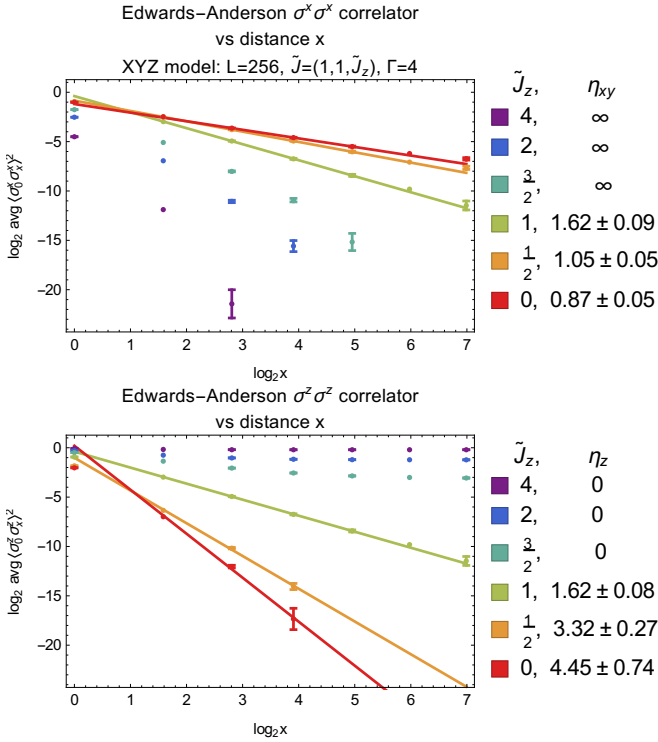 Edwards–Anderson σˣσˣ correlator
vs distance x
XYZ model: L=256, J̃=(1,1,J̃_z), Γ=4
0
-5
-10
-15
-20
log₂ avg ⟨σ₀ˣσₓˣ⟩²
0 1 2 3 4 5 6 7
log₂x
J̃_z, η_xy
4, ∞
2, ∞
3/2, ∞
1, 1.62 ± 0.09
1/2, 1.05 ± 0.05
0, 0.87 ± 0.05
Edwards–Anderson σᶻσᶻ correlator
vs distance x
0
-5
-10
-15
-20
log₂ avg ⟨σ₀ᶻσₓᶻ⟩²
0 1 2 3 4 5 6 7
log₂x
J̃_z, η_z
4, 0
2, 0
3/2, 0
1, 1.62 ± 0.08
1/2, 3.32 ± 0.27
0, 4.45 ± 0.74